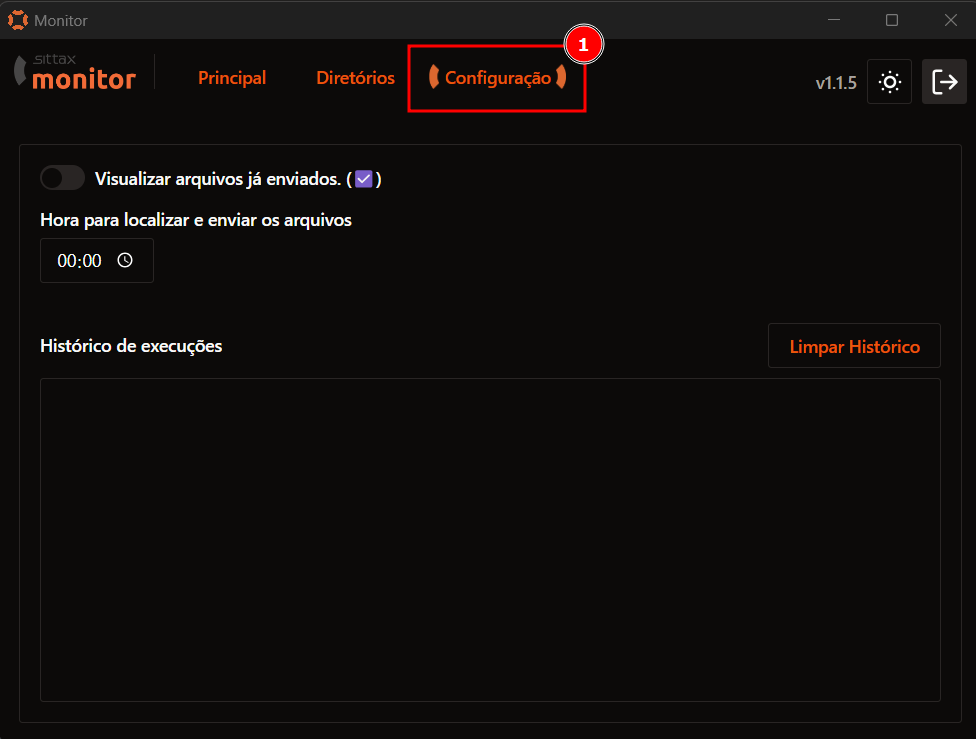 Monitor
sittax
monitor
Principal
Diretórios
Configuração
1
v1.1.5
Visualizar arquivos já enviados. (☑)
Hora para localizar e enviar os arquivos
00:00
Histórico de execuções
Limpar Histórico